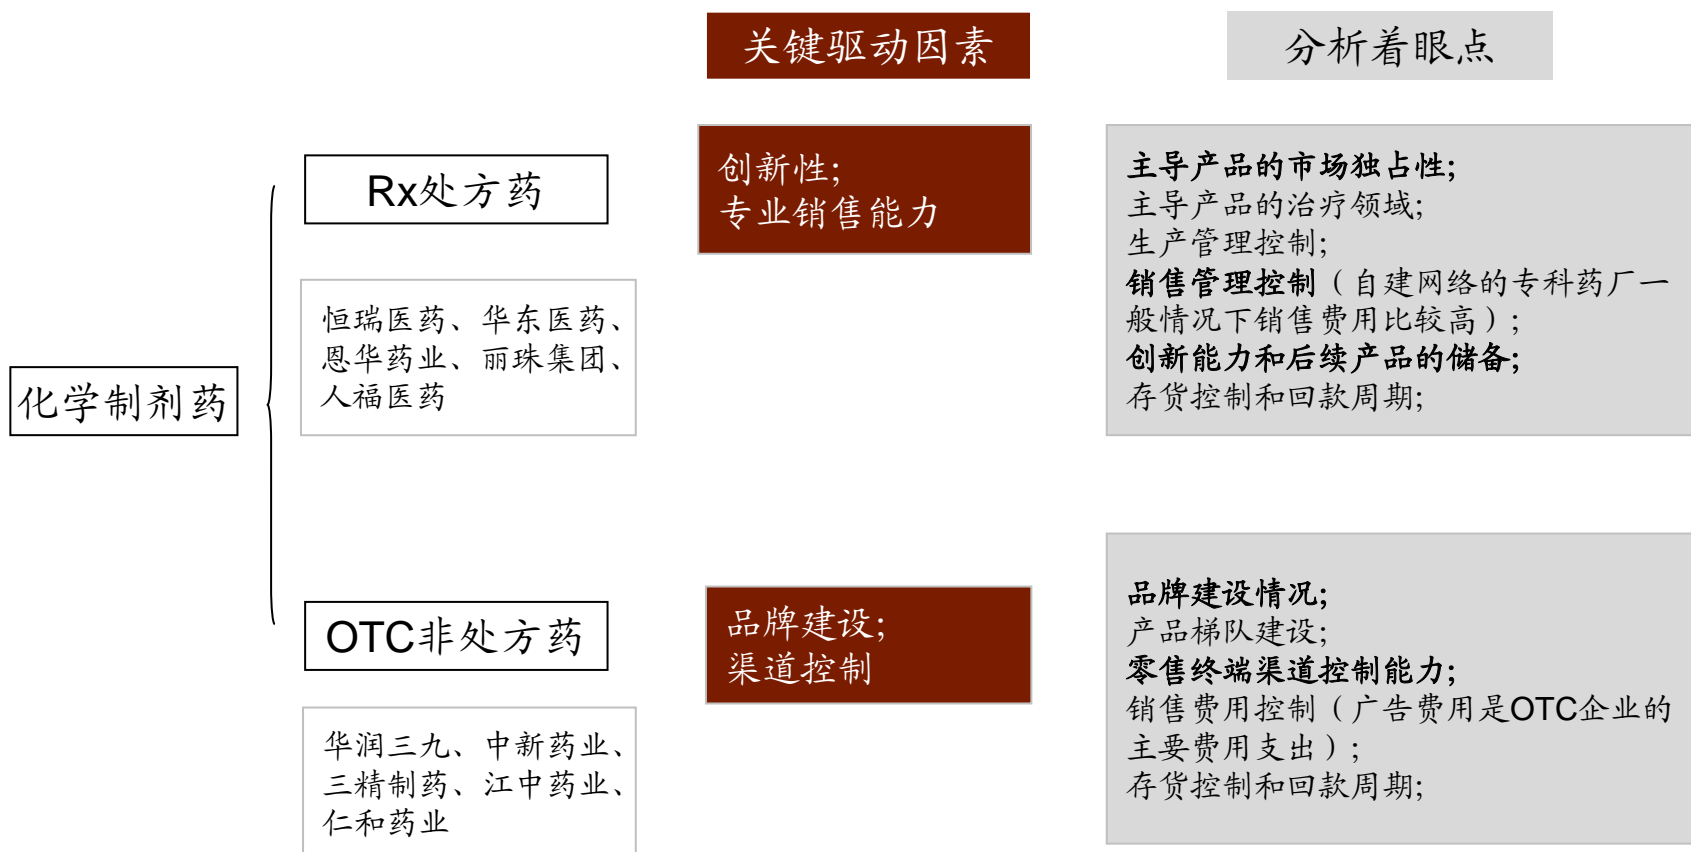 关键驱动因素
分析着眼点
化学制剂药
Rx处方药
恒瑞医药、华东医药、
恩华药业、丽珠集团、
人福医药
创新性;
专业销售能力
主导产品的市场独占性;
主导产品的治疗领域;
生产管理控制;
销售管理控制（自建网络的专科药厂一
般情况下销售费用比较高）;
创新能力和后续产品的储备;
存货控制和回款周期;
OTC非处方药
华润三九、中新药业、
三精制药、江中药业、
仁和药业
品牌建设;
渠道控制
品牌建设情况;
产品梯队建设;
零售终端渠道控制能力;
销售费用控制（广告费用是OTC企业的
主要费用支出）;
存货控制和回款周期;